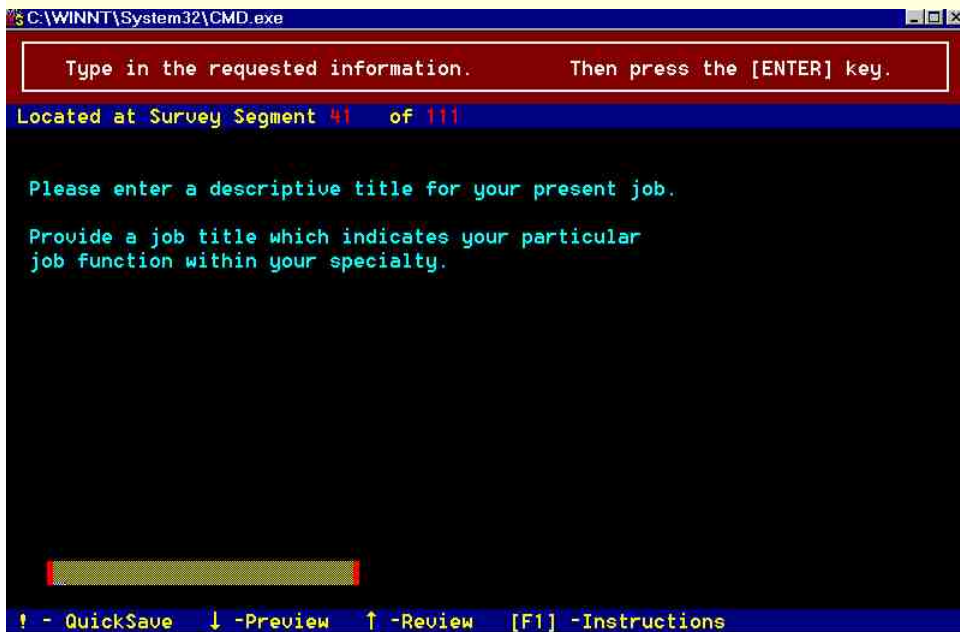 C:\WINNT\System32\CMD.exe
Type in the requested information. Then press the [ENTER] key.
Located at Survey Segment 41 of 111
Please enter a descriptive title for your present job.
Provide a job title which indicates your particular
job function within your specialty.
! - QuickSave ↓ -Preview ↑ -Review [F1] -Instructions